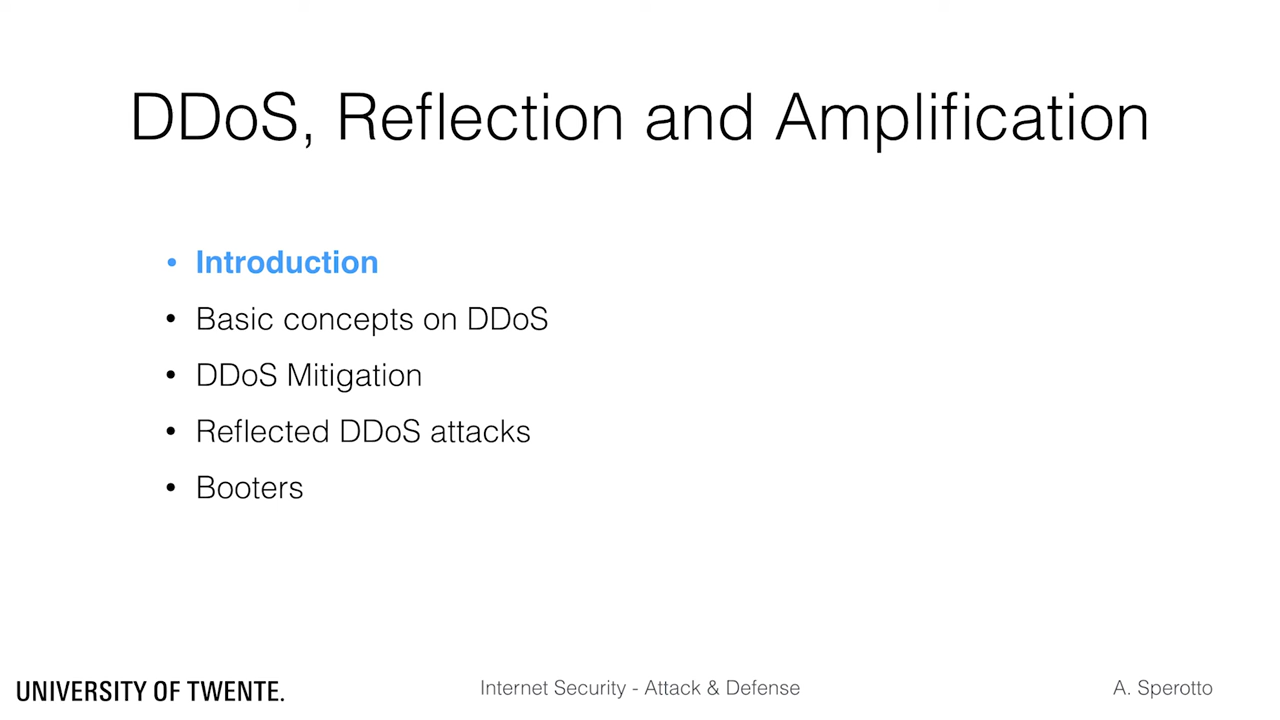 DDoS, Reflection and Amplification
• Introduction
• Basic concepts on DDoS
• DDoS Mitigation
• Reflected DDoS attacks
• Booters
UNIVERSITY OF TWENTE.
Internet Security - Attack & Defense
A. Sperotto